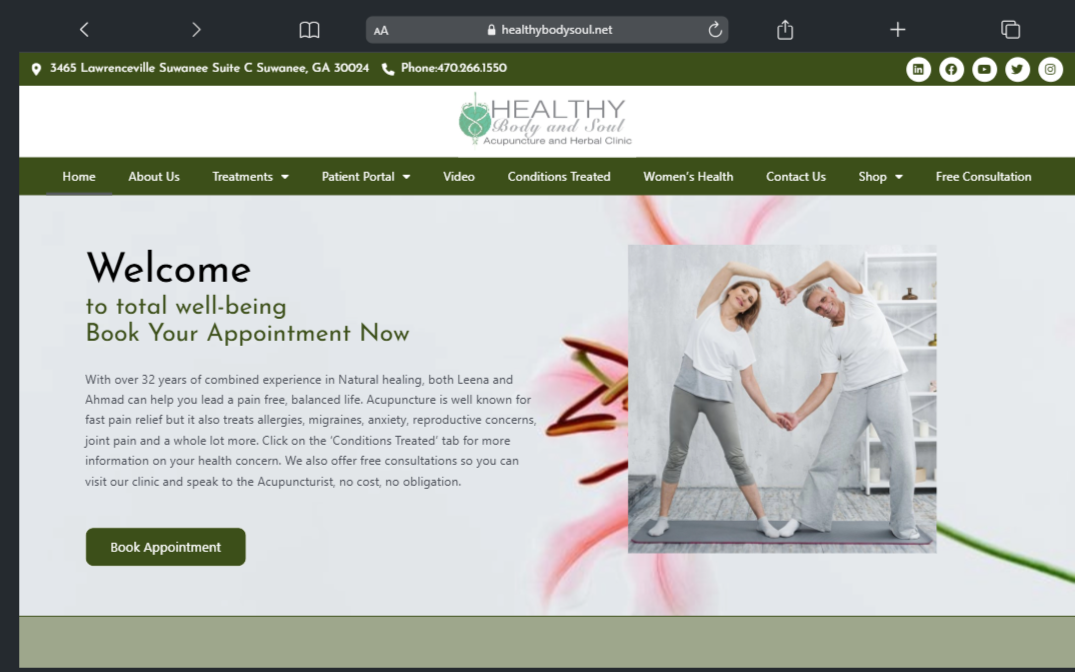 AA
healthybodysoul.net
3465 Lawrenceville Suwanee Suite C Suwanee, GA 30024 Phone:470.266.1550
HEALTHY
Body and Soul
Acupuncture and Herbal Clinic
Home About Us Treatments Patient Portal Video Conditions Treated Women's Health Contact Us Shop Free Consultation
Welcome
to total well-being
Book Your Appointment Now
With over 32 years of combined experience in Natural healing, both Leena and
Ahmad can help you lead a pain free, balanced life. Acupuncture is well known for
fast pain relief but it also treats allergies, migraines, anxiety, reproductive concerns,
joint pain and a whole lot more. Click on the 'Conditions Treated' tab for more
information on your health concern. We also offer free consultations so you can
visit our clinic and speak to the Acupuncturist, no cost, no obligation.
Book Appointment